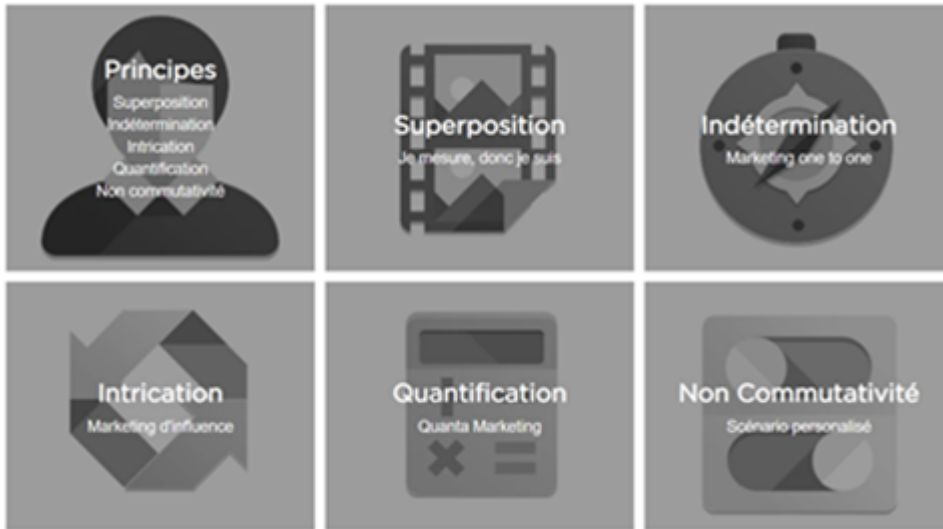 Principes
Superposition
Indétermination
Intrication
Quantification
Non commutativité
Superposition
Je mesure, donc je suis
Indétermination
Marketing one to one
Intrication
Marketing d'influence
Quantification
Quanta Marketing
Non Commutativité
Scénario personalisé